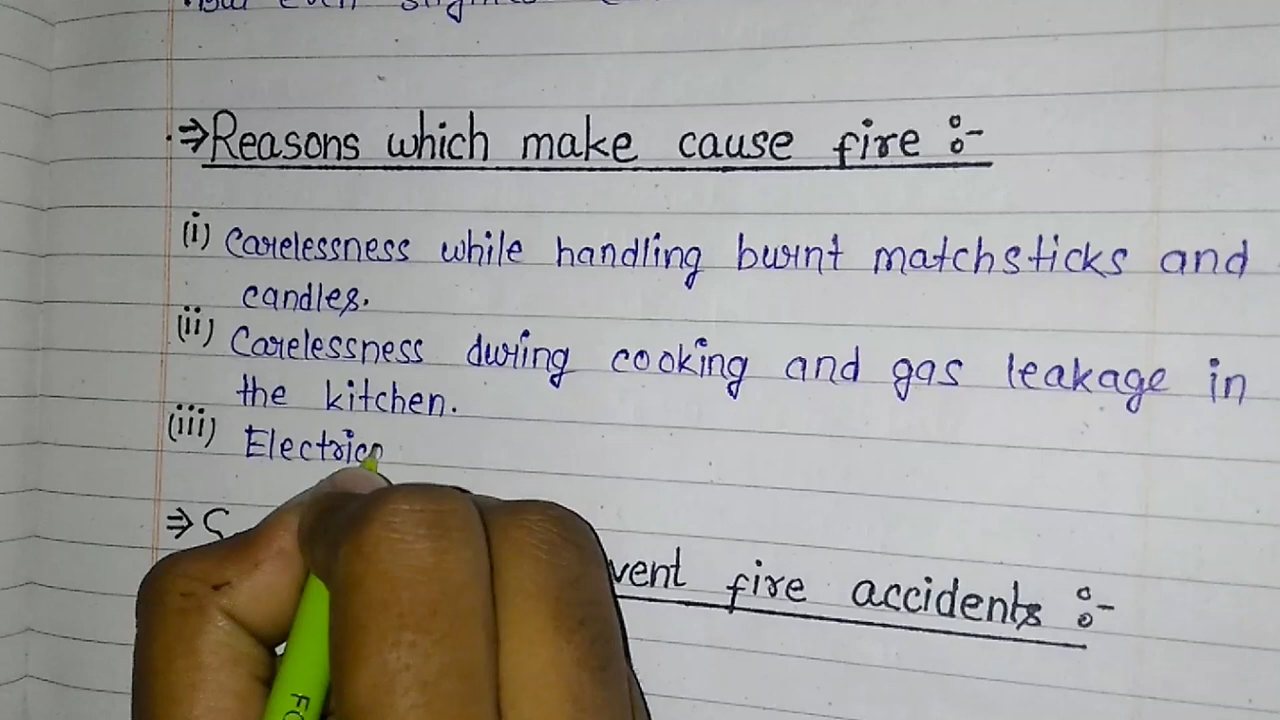 even
⇒Reasons which make cause fire :-
(i) Carelessness while handling burnt matchsticks and
candles.
(ii) Carelessness during cooking and gas leakage in
the kitchen.
(iii) Electric
⇒ S
vent fire accidents :-